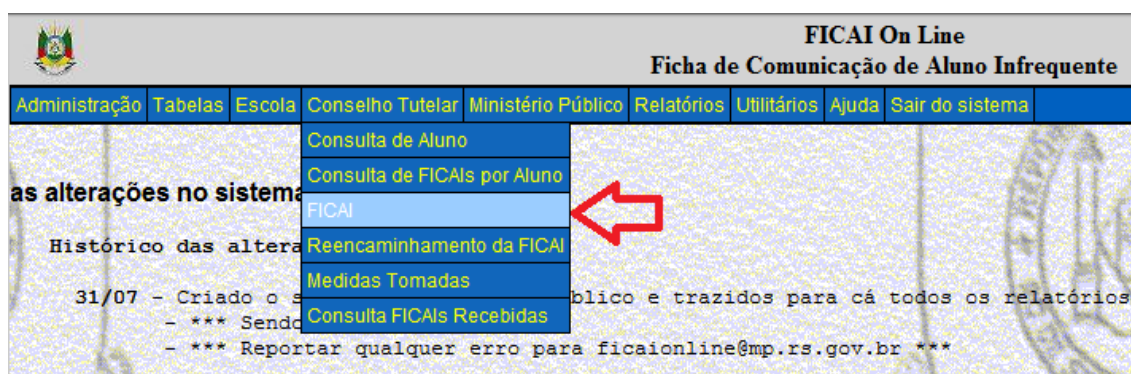 FICAI On Line
Ficha de Comunicação de Aluno Infrequente
Administração Tabelas Escola Conselho Tutelar Ministério Público Relatórios Utilitários Ajuda Sair do sistema
Consulta de Aluno
Consulta de FICAIs por Aluno
as alterações no sistema
FICAI
Histórico das altera
Reencaminhamento da FICAI
Medidas Tomadas
31/07 - Criado o s blico e trazidos para cá todos os relatórios
Consulta FICAIs Recebidas
- *** Sendo
- *** Reportar qualquer erro para ficaionline@mp.rs.gov.br ***